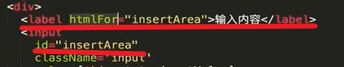 <div>
<label htmlFor="insertArea">输入内容</label>
<input
id="insertArea"
className='input'